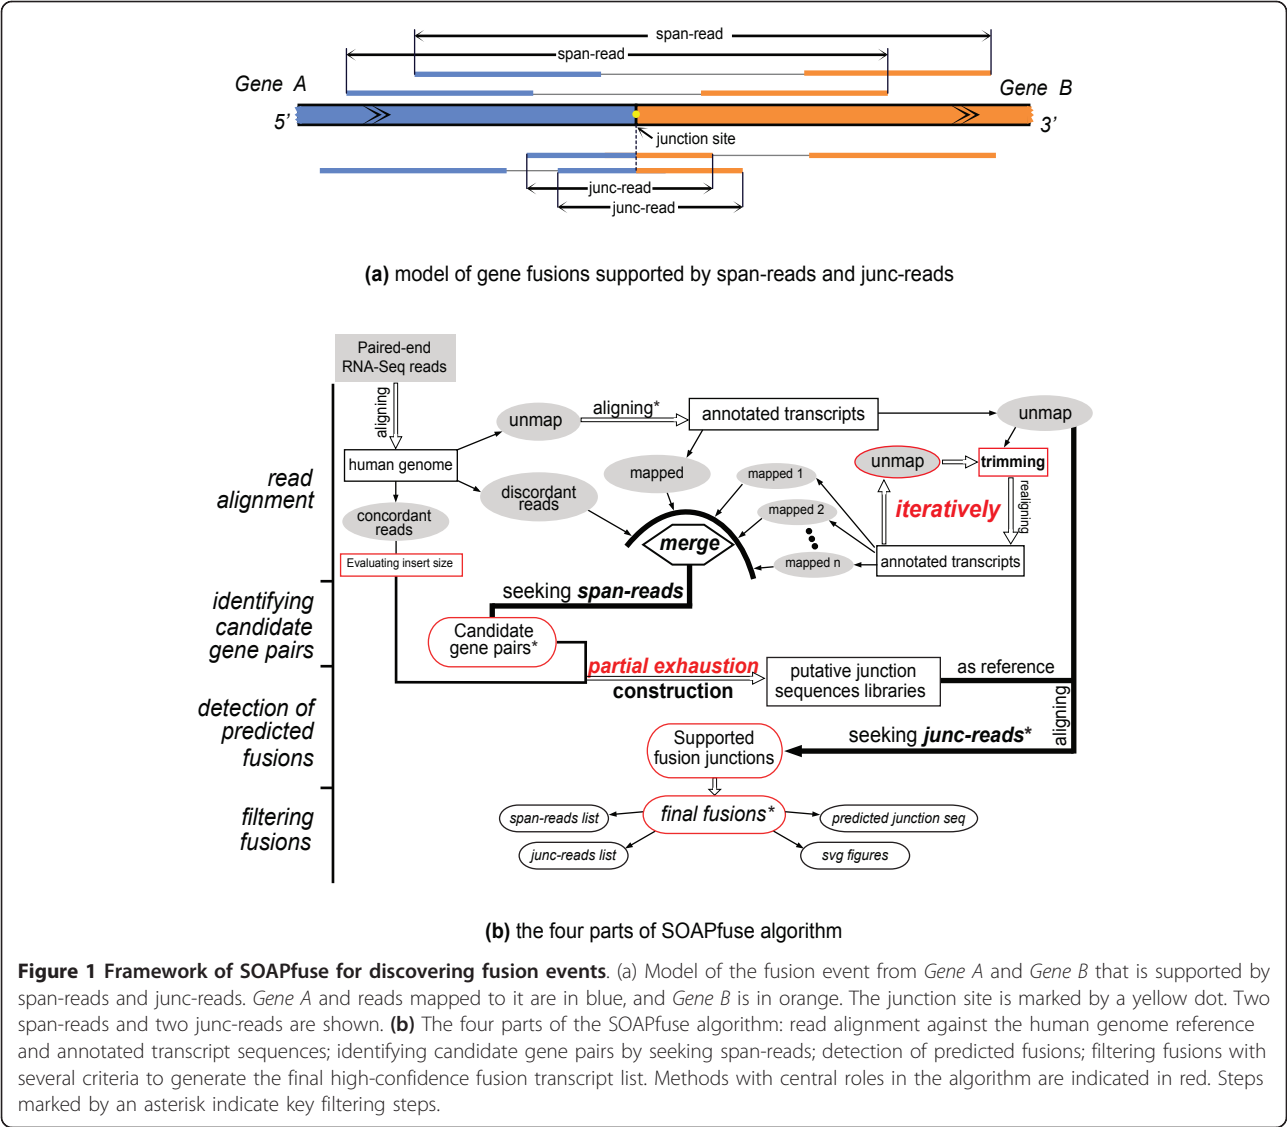 span-read
span-read
Gene A
Gene B
5’
3’
junction site
junc-read
junc-read
(a) model of gene fusions supported by span-reads and junc-reads
Paired-end
RNA-Seq reads
aligning
unmap
aligning*
annotated transcripts
unmap
human genome
mapped
mapped 1
unmap
trimming
read
alignment
discordant
reads
concordant
reads
mapped 2
iteratively
realigning
merge
Evaluating insert size
mapped n
annotated transcripts
seeking span-reads
identifying
candidate
gene pairs
Candidate
gene pairs*
partial exhaustion
construction
putative junction
sequences libraries
as reference
aligning
detection of
predicted
fusions
Supported
fusion junctions
seeking junc-reads*
filtering
fusions
span-reads list
final fusions*
predicted junction seq
junc-reads list
svg figures
(b) the four parts of SOAPfuse algorithm
Figure 1 Framework of SOAPfuse for discovering fusion events. (a) Model of the fusion event from Gene A and Gene B that is supported by
span-reads and junc-reads. Gene A and reads mapped to it are in blue, and Gene B is in orange. The junction site is marked by a yellow dot. Two
span-reads and two junc-reads are shown. (b) The four parts of the SOAPfuse algorithm: read alignment against the human genome reference
and annotated transcript sequences; identifying candidate gene pairs by seeking span-reads; detection of predicted fusions; filtering fusions with
several criteria to generate the final high-confidence fusion transcript list. Methods with central roles in the algorithm are indicated in red. Steps
marked by an asterisk indicate key filtering steps.